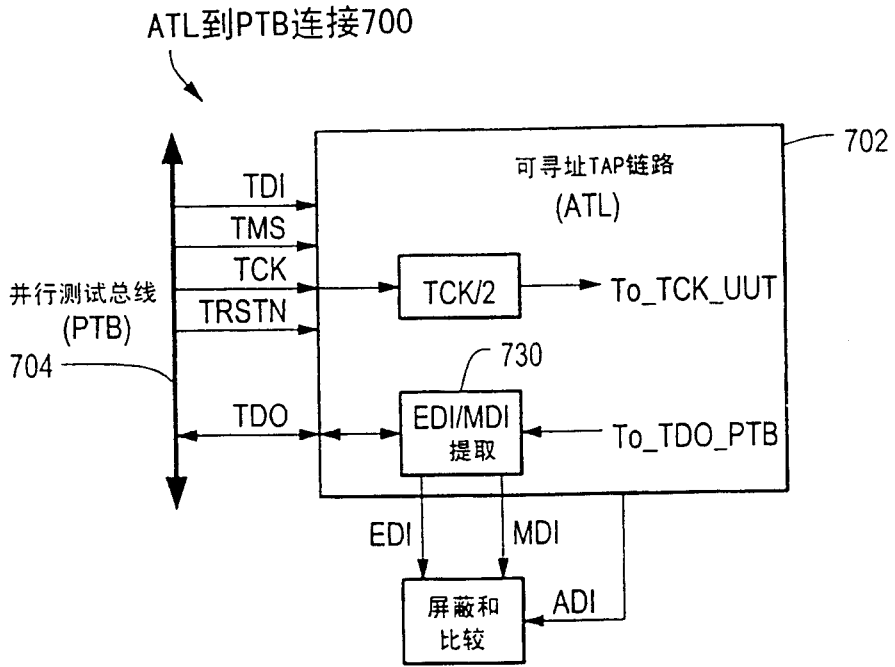 ATL到PTB连接700
702
可寻址TAP链路
(ATL)
TDI
TMS
TCK
TCK/2
To_TCK_UUT
并行测试总线
(PTB)
TRSTN
704
730
TDO
EDI/MDI
提取
To_TDO_PTB
EDI
MDI
屏蔽和
比较
ADI